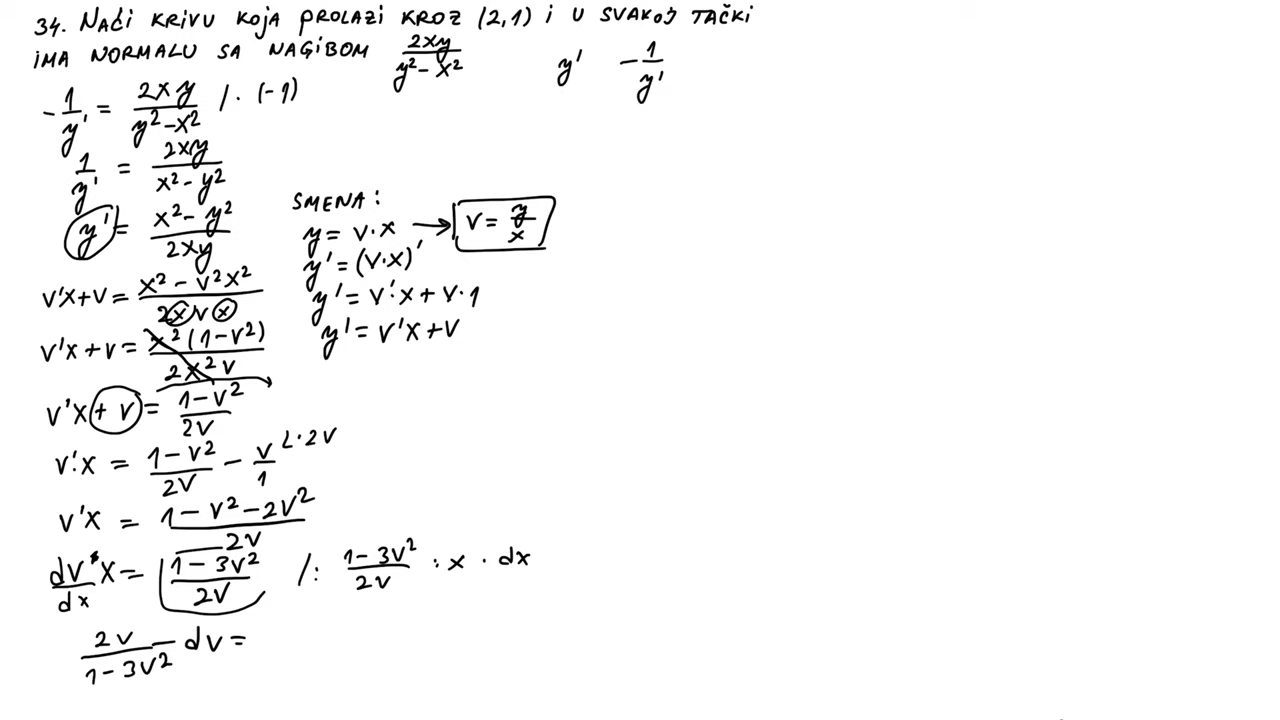 34. NAĆI KRIVU KOJA PROLAZI KROZ (2,1) I U SVAKOJ TAČKI
IMA NORMALU SA NAGIBOM 2xy/(y²-x²) y' -1/y'
-1/y' = 2xy/(y²-x²) /·(-1)
1/y' = 2xy/(x²-y²)
y' = (x²-y²)/2xy
v'x+v = (x²-v²x²)/2xvx
v'x+v = x²(1-v²)/2x²v
v'x+v = (1-v²)/2v
v'·x = (1-v²)/2v - v/1 ∠·2v
v'x = (1-v²-2v²)/2v
dv/dx·x = (1-3v²)/2v /: (1-3v²)/2v : x · dx
2v/(1-3v²) dv =
SMENA:
y = v·x → v = y/x
y' = (v·x)'
y' = v'·x + v·1
y' = v'x+v